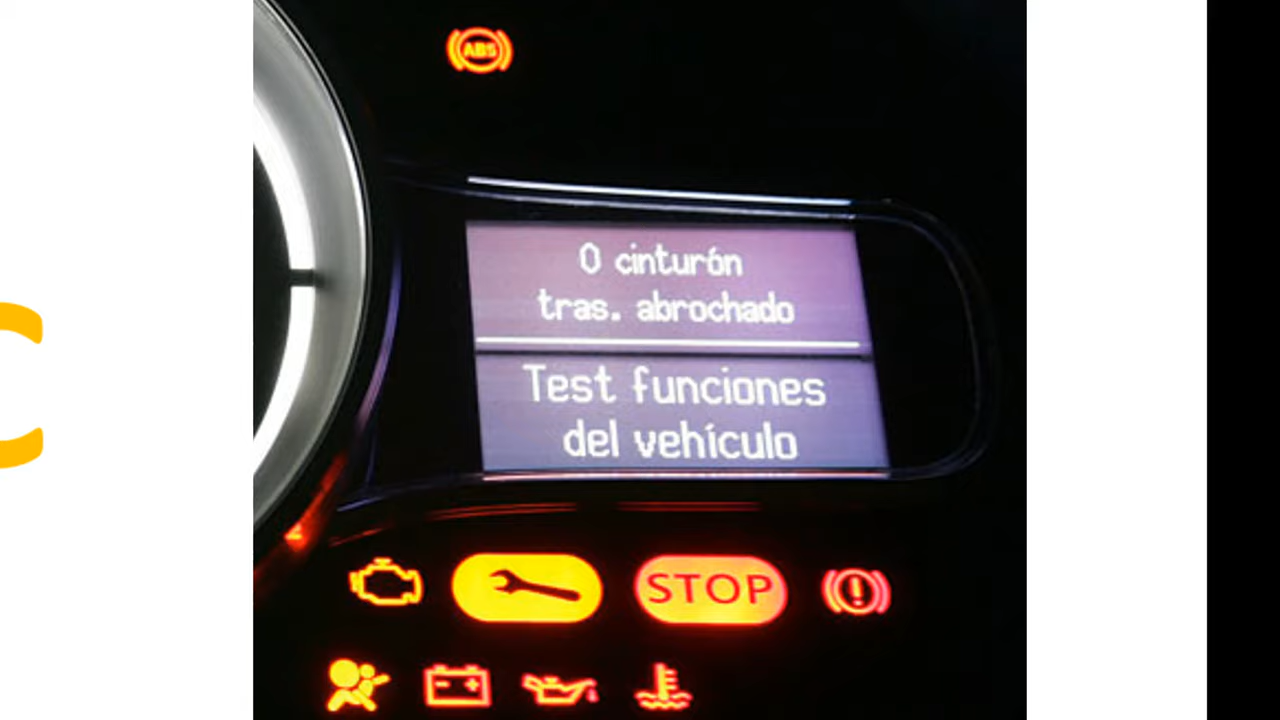 ABS
0 cinturón
tras. abrochado
Test funciones
del vehículo
STOP